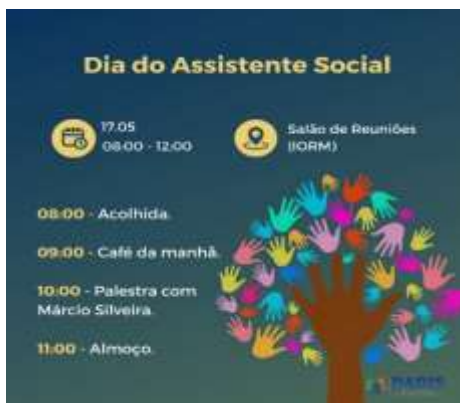 Dia do Assistente Social
17.05
08:00 - 12:00
Salão de Reuniões
(IORM)
08:00 - Acolhida.
09:00 - Café da manhã.
10:00 - Palestra com
Márcio Silveira.
11:00 - Almoço.